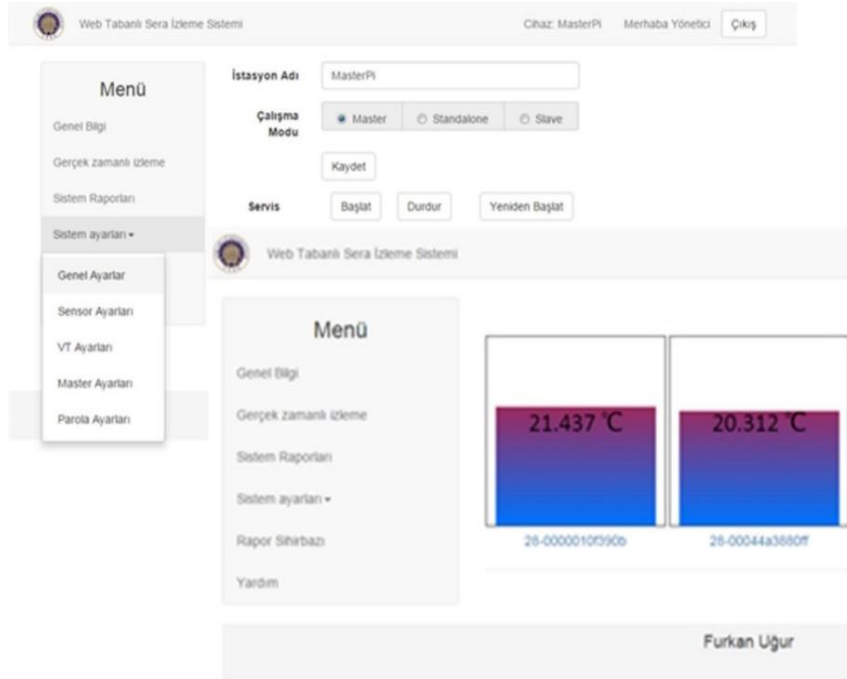 Web Tabanlı Sera İzleme Sistemi
Cihaz: MasterPi
Merhaba Yönetici
Çıkış
Menü
Genel Bilgi
Gerçek zamanlı izleme
Sistem Raporları
Sistem ayarları
Genel Ayarlar
Sensor Ayarları
VT Ayarları
Master Ayarları
Parola Ayarları
İstasyon Adı
MasterPi
Çalışma
Modu
Master
Standalone
Slave
Kaydet
Servis
Başlat
Durdur
Yeniden Başlat
Web Tabanlı Sera İzleme Sistemi
Menü
Genel Bilgi
Gerçek zamanlı izleme
Sistem Raporları
Sistem ayarları
Rapor Sihirbazı
Yardım
21.437 °C
20.312 °C
28-0000010f390b
28-00044a3880ff
Furkan Uğur